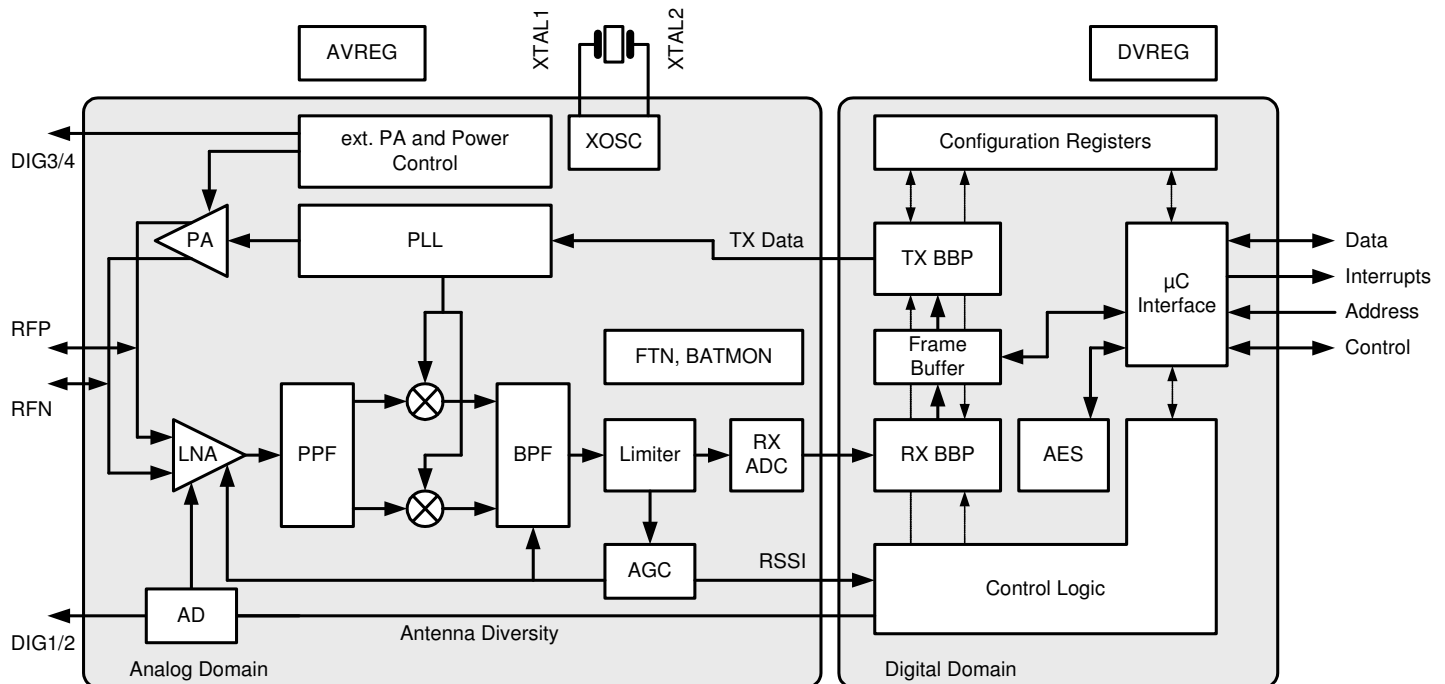 XTAL1
XTAL2
AVREG
DVREG
ext. PA and Power
Control
XOSC
Configuration Registers
DIG3/4
PA
PLL
TX Data
TX BBP
µC
Interface
Data
Interrupts
Address
Control
RFP
RFN
FTN, BATMON
Frame
Buffer
LNA
PPF
BPF
Limiter
RX
ADC
RX BBP
AES
AGC
RSSI
Control Logic
AD
DIG1/2
Antenna Diversity
Analog Domain
Digital Domain